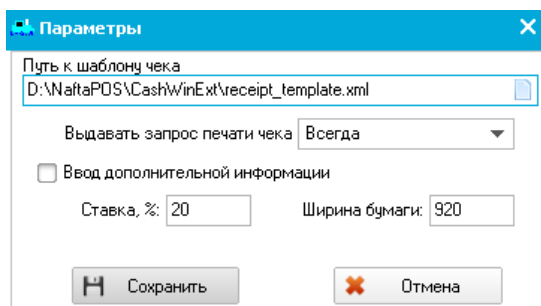 Параметры
Путь к шаблону чека
D:\NaftaPOS\CashWinExt\receipt_template.xml
Выдавать запрос печати чека Всегда
Ввод дополнительной информации
Ставка, %: 20 Ширина бумаги: 920
Сохранить Отмена